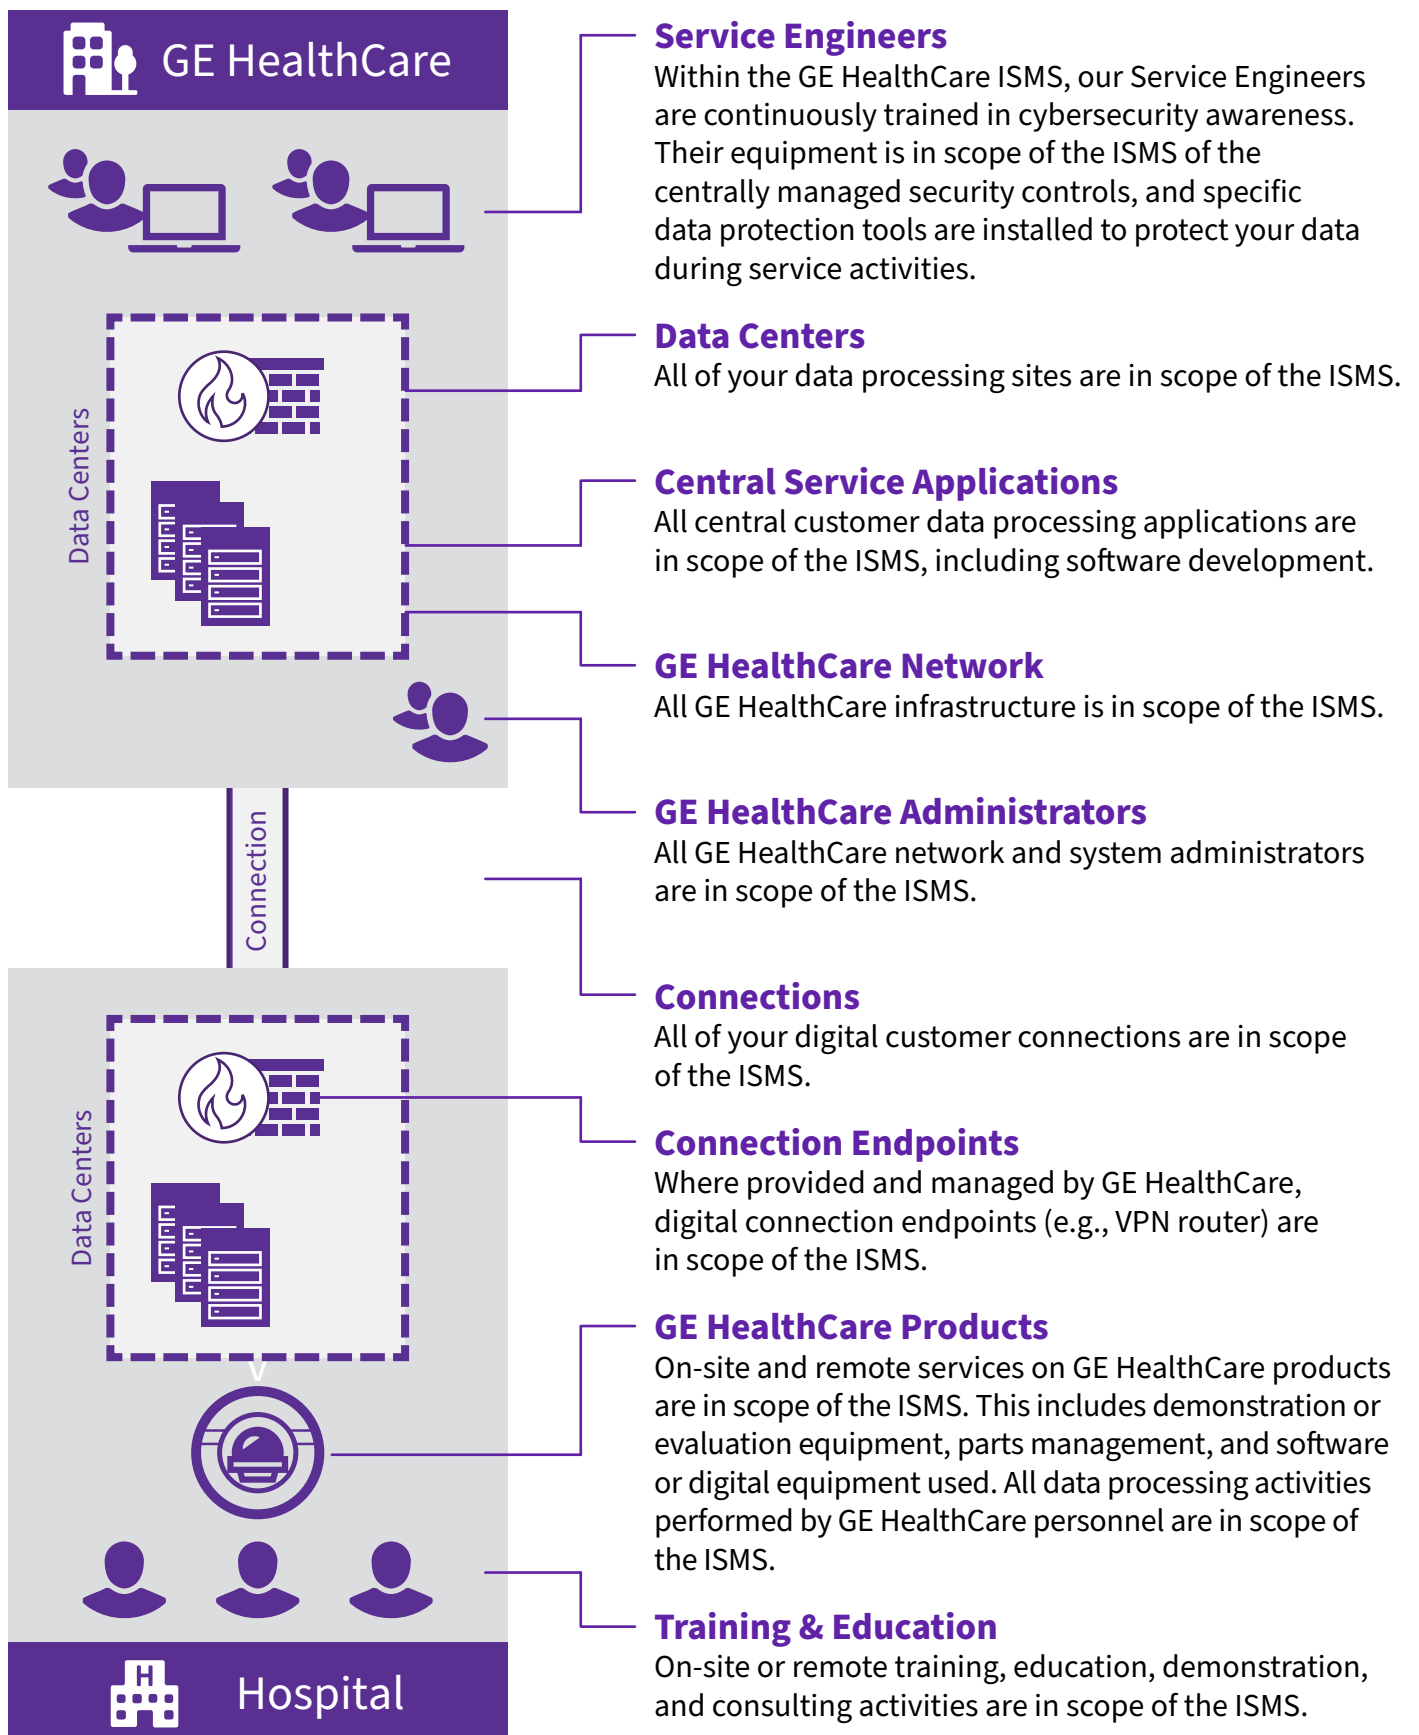 GE HealthCare
Service Engineers
Within the GE HealthCare ISMS, our Service Engineers
are continuously trained in cybersecurity awareness.
Their equipment is in scope of the ISMS of the
centrally managed security controls, and specific
data protection tools are installed to protect your data
during service activities.
Data Centers
Data Centers
All of your data processing sites are in scope of the ISMS.
Central Service Applications
All central customer data processing applications are
in scope of the ISMS, including software development.
GE HealthCare Network
All GE HealthCare infrastructure is in scope of the ISMS.
GE HealthCare Administrators
All GE HealthCare network and system administrators
are in scope of the ISMS.
Connection
Connections
All of your digital customer connections are in scope
of the ISMS.
Data Centers
Connection Endpoints
Where provided and managed by GE HealthCare,
digital connection endpoints (e.g., VPN router) are
in scope of the ISMS.
V
GE HealthCare Products
On-site and remote services on GE HealthCare products
are in scope of the ISMS. This includes demonstration or
evaluation equipment, parts management, and software
or digital equipment used. All data processing activities
performed by GE HealthCare personnel are in scope of
the ISMS.
Training & Education
On-site or remote training, education, demonstration,
and consulting activities are in scope of the ISMS.
H
Hospital